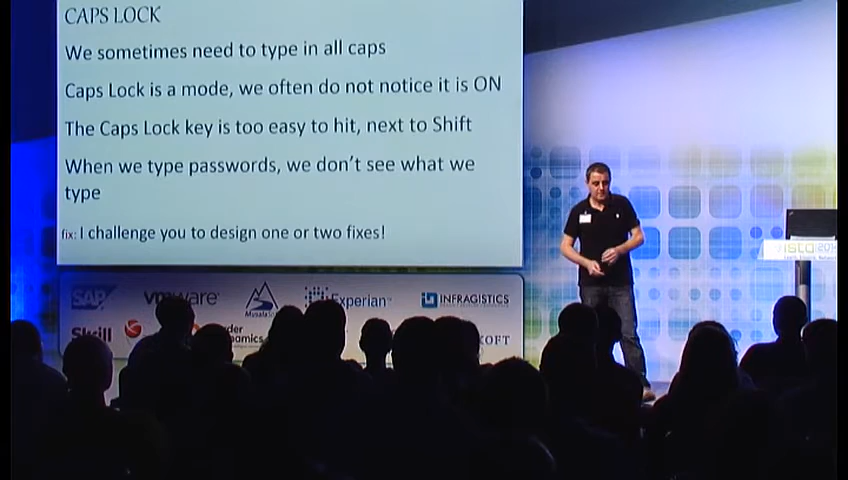 CAPS LOCK
We sometimes need to type in all caps
Caps Lock is a mode, we often do not notice it is ON
The Caps Lock key is too easy to hit, next to Shift
When we type passwords, we don't see what we
type
fix: I challenge you to design one or two fixes!
SAP
vmware
Experian
INFRAGISTICS
Skill